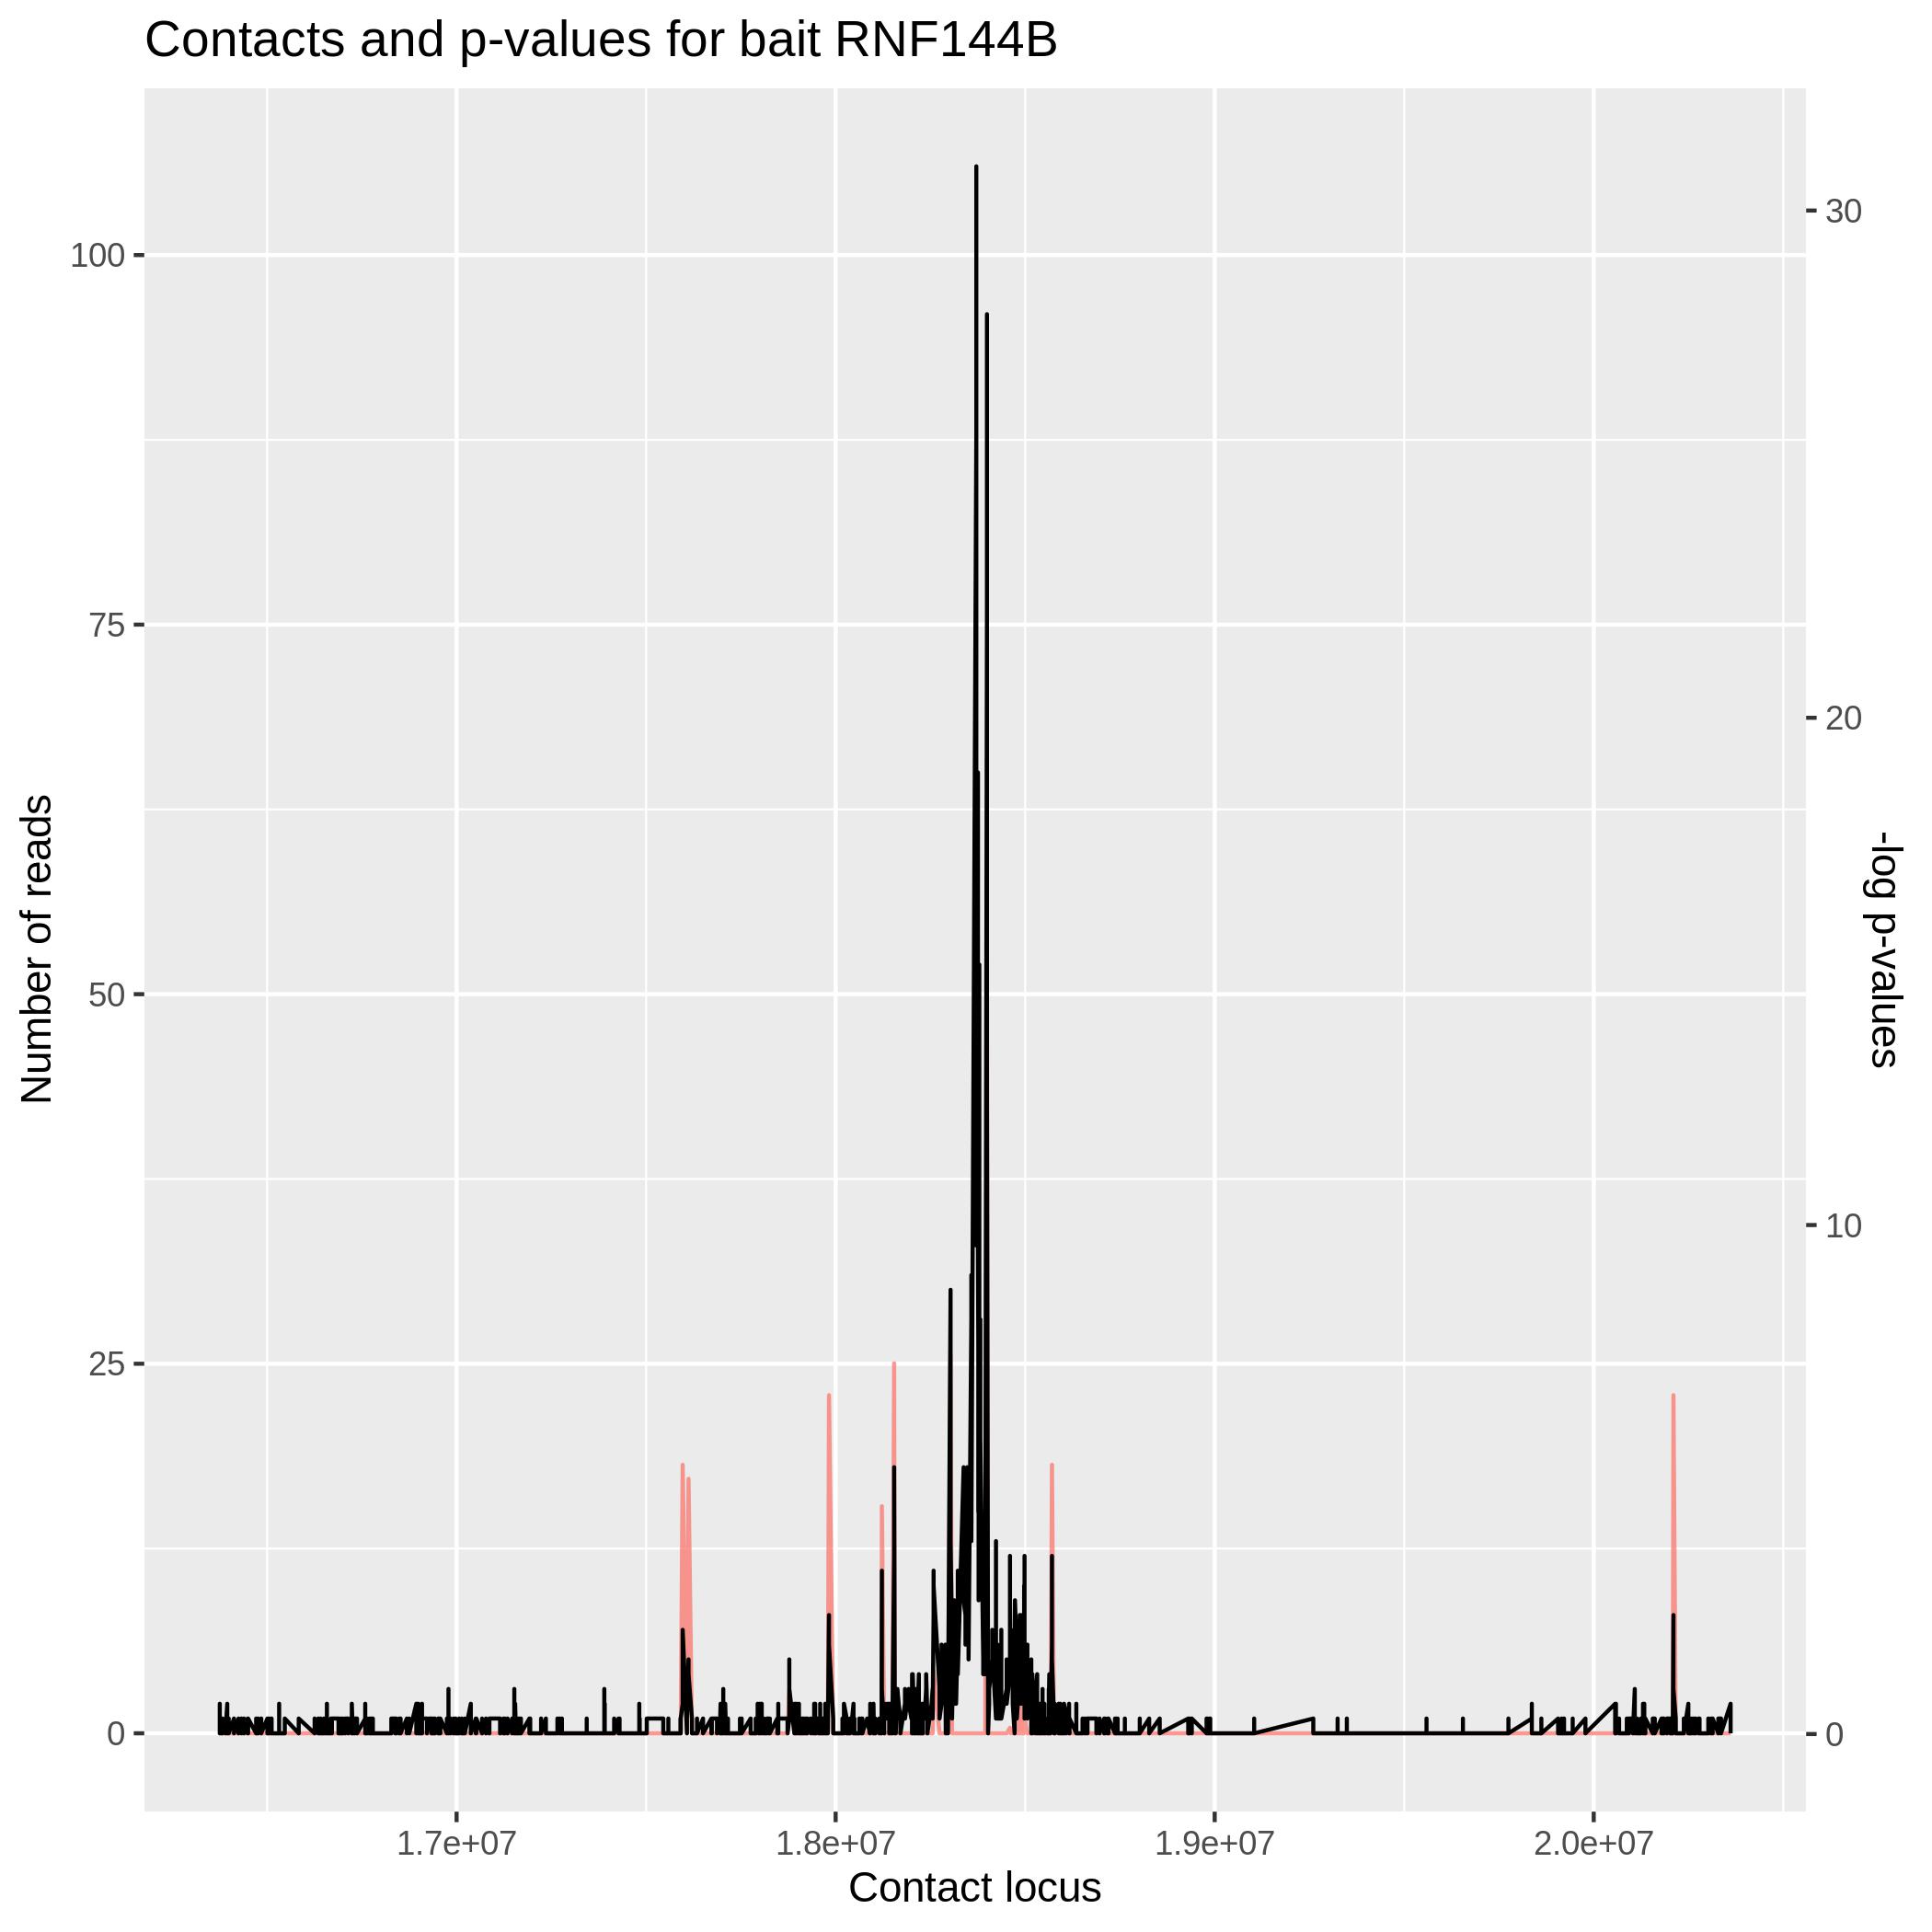 Contacts and p-values for bait RNF144B
Number of reads
100
75
50
25
0
30
20
10
0
-log p-values
1.7e+07 1.8e+07 1.9e+07 2.0e+07
Contact locus